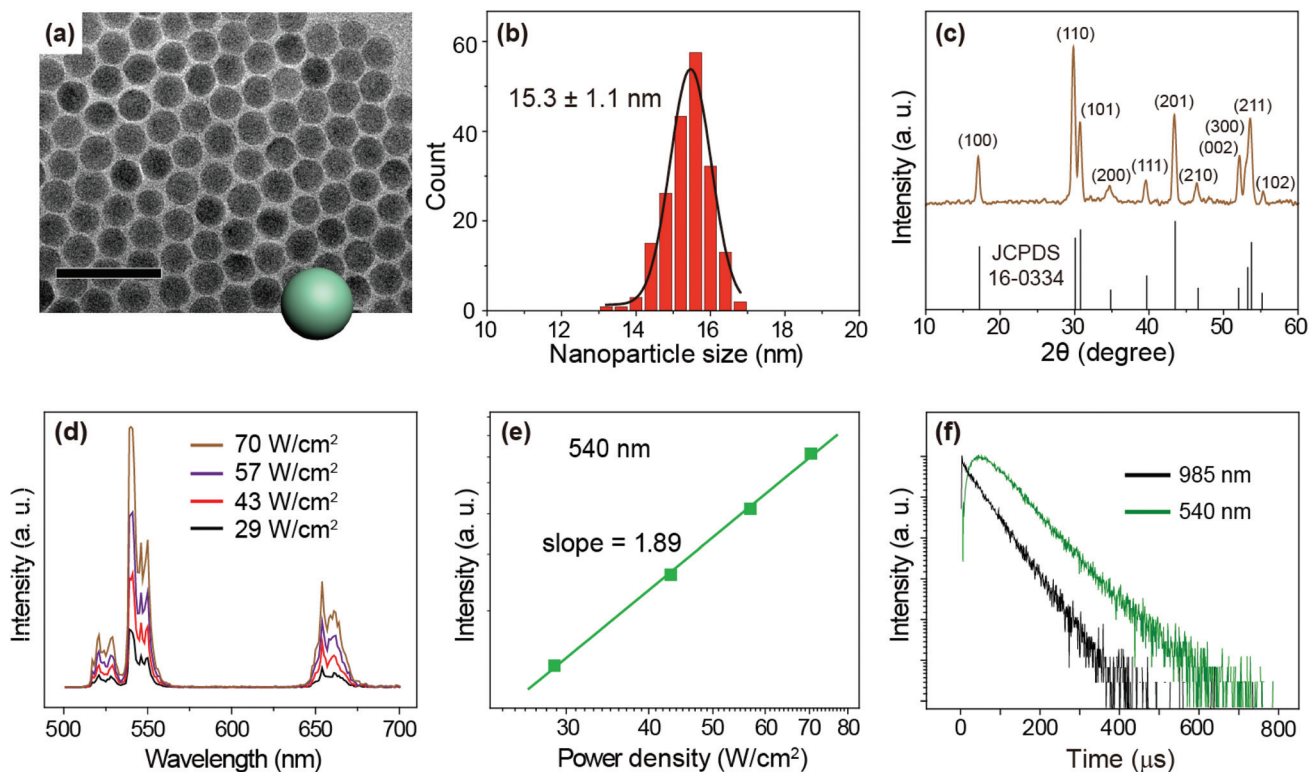 (a)
(b)
15.3 ± 1.1 nm
Count
60
40
20
0
10
12
14
16
18
20
Nanoparticle size (nm)
(c)
(100)
(110)
(101)
(200)
(111)
(201)
(210)
(300)
(002)
(211)
(102)
JCPDS
16-0334
Intensity (a. u.)
10
20
30
40
50
60
2θ (degree)
(d)
70 W/cm²
57 W/cm²
43 W/cm²
29 W/cm²
Intensity (a. u.)
500
550
600
650
700
Wavelength (nm)
(e)
540 nm
slope = 1.89
Intensity (a. u.)
30
40
50
60
70
80
Power density (W/cm²)
(f)
985 nm
540 nm
Intensity (a. u.)
0
200
400
600
800
Time (μs)